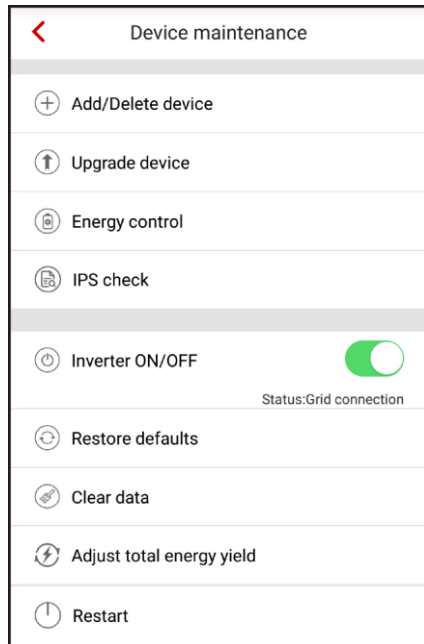 Device maintenance
Add/Delete device
Upgrade device
Energy control
IPS check
Inverter ON/OFF
Status:Grid connection
Restore defaults
Clear data
Adjust total energy yield
Restart